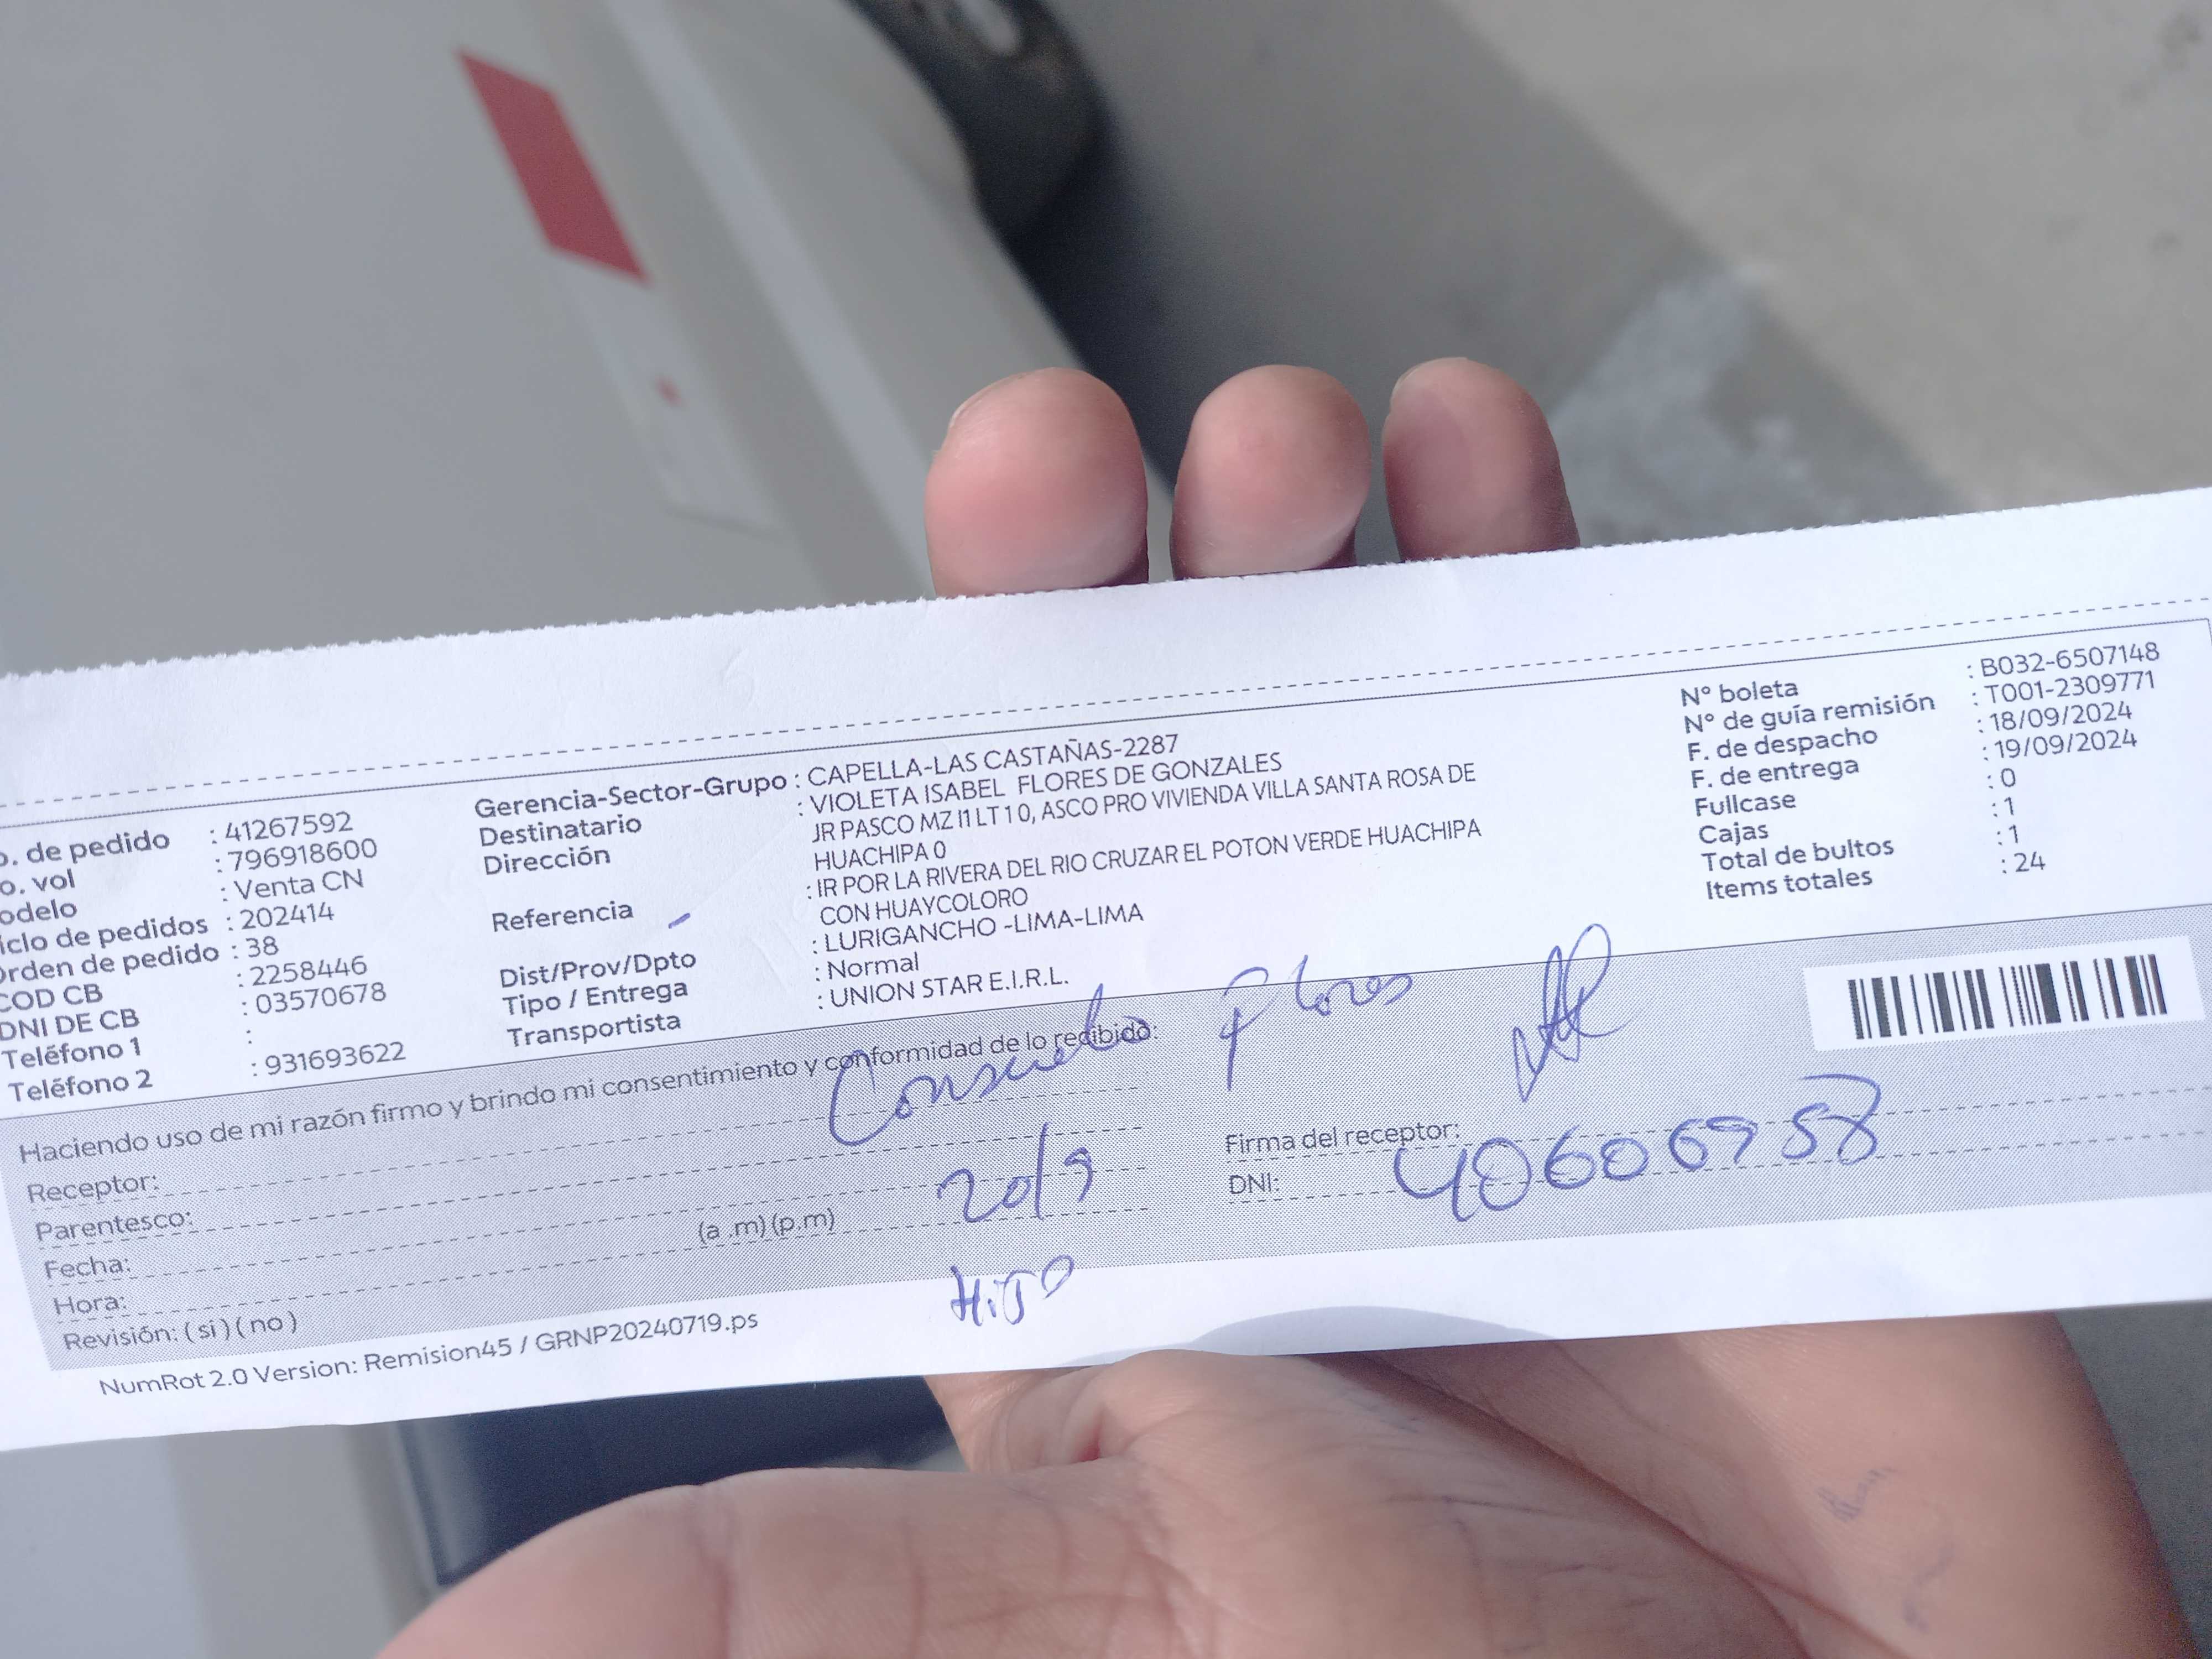 o. de pedido : 41267592
o. vol : 796918600
odelo : Venta CN
iclo de pedidos : 202414
Orden de pedido : 38
COD CB : 2258446
DNI DE CB : 03570678
Teléfono 1 :
Teléfono 2 : 931693622
Gerencia-Sector-Grupo : CAPELLA-LAS CASTAÑAS-2287
Destinatario : VIOLETA ISABEL FLORES DE GONZALES
Dirección JR PASCO MZ I1 LT 1 0, ASCO PRO VIVIENDA VILLA SANTA ROSA DE
HUACHIPA 0
Referencia : IR POR LA RIVERA DEL RIO CRUZAR EL POTON VERDE HUACHIPA
CON HUAYCOLORO
Dist/Prov/Dpto : LURIGANCHO -LIMA-LIMA
Tipo / Entrega : Normal
Transportista : UNION STAR E.I.R.L.
N° boleta : B032-6507148
N° de guía remisión : T001-2309771
F. de despacho : 18/09/2024
F. de entrega : 19/09/2024
Fullcase : 0
Cajas : 1
Total de bultos : 1
Items totales : 24
Haciendo uso de mi razón firmo y brindo mi consentimiento y conformidad de lo recibido:
Receptor: Consuelo Flores
Parentesco:
Fecha: 20/9
Hora: (a .m) (p.m)
Revisión: ( si ) ( no )
Hijo
Firma del receptor:
DNI: 40606958
NumRot 2.0 Version: Remision45 / GRNP20240719.ps